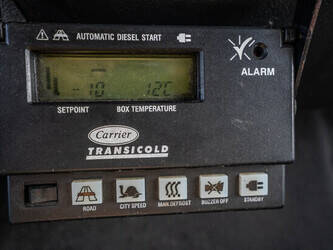 AUTOMATIC DIESEL START
-10 12C
ALARM
SETPOINT BOX TEMPERATURE
Carrier
TRANSICOLD
ROAD CITY SPEED MAN.DEFROST BUZZER OFF STANDBY